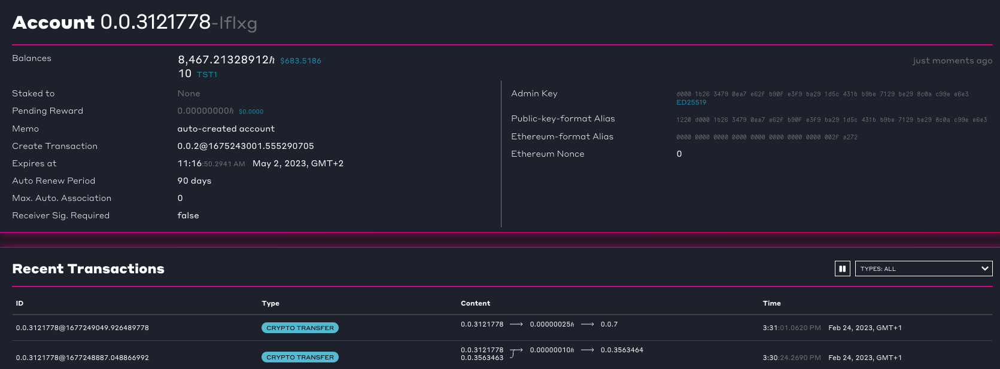 Account 0.0.3121778-lflxg
Balances 8,467.21328912ℏ $683.5186 just moments ago
10 TST1
Staked to None
Pending Reward 0.00000000ℏ $0.0000
Memo auto-created account
Create Transaction 0.0.2@1675243001.555290705
Expires at 11:16:50.2941 AM May 2, 2023, GMT+2
Auto Renew Period 90 days
Max. Auto. Association 0
Receiver Sig. Required false
Admin Key d000 1b26 3479 0ea7 e62f b90f e3f9 ba29 1d5c 431b b9be 7129 be29 8c0a c99e e6e3
ED25519
Public-key-format Alias 1220 d000 1b26 3479 0ea7 e62f b90f e3f9 ba29 1d5c 431b b9be 7129 be29 8c0a c99e e6e3
Ethereum-format Alias 0000 0000 0000 0000 0000 0000 0000 0000 002f a272
Ethereum Nonce 0
Recent Transactions TYPES: ALL
ID Type Content Time
0.0.3121778@1677249049.926489778 CRYPTO TRANSFER 0.0.3121778 0.00000025ℏ 0.0.7 3:31:01.0620 PM Feb 24, 2023, GMT+1
0.0.3121778@1677248887.048866992 CRYPTO TRANSFER 0.0.3121778 0.00000010ℏ 0.0.3563464 3:30:24.2690 PM Feb 24, 2023, GMT+1
0.0.3563463